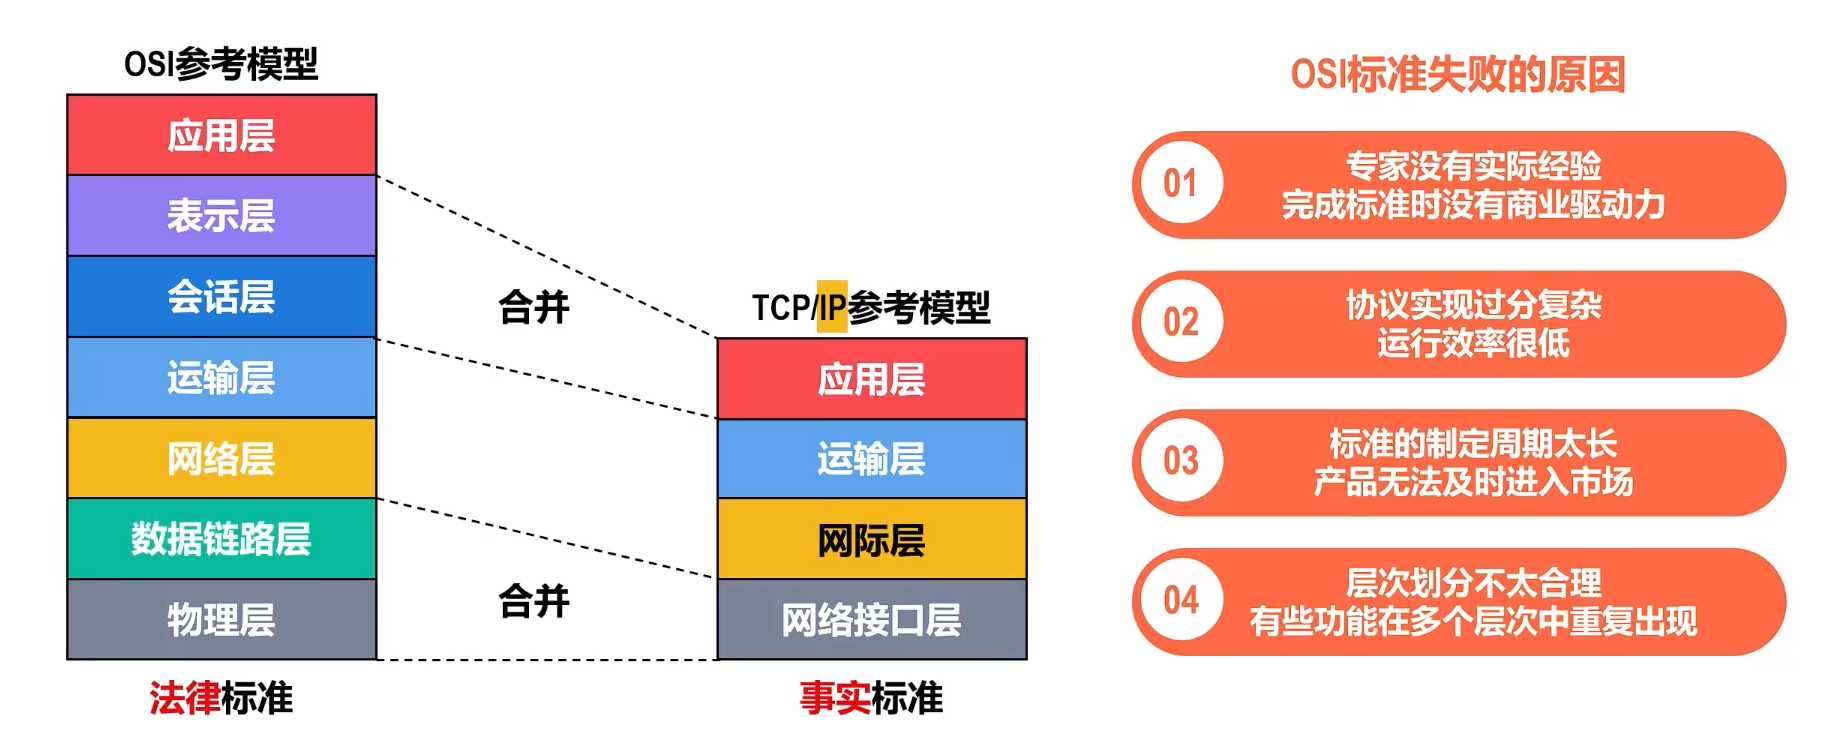 OSI参考模型
应用层
表示层
会话层
运输层
网络层
数据链路层
物理层
法律标准
合并
合并
TCP/IP参考模型
应用层
运输层
网际层
网络接口层
事实标准
OSI标准失败的原因
01
专家没有实际经验
完成标准时没有商业驱动力
02
协议实现过分复杂
运行效率很低
03
标准的制定周期太长
产品无法及时进入市场
04
层次划分不太合理
有些功能在多个层次中重复出现